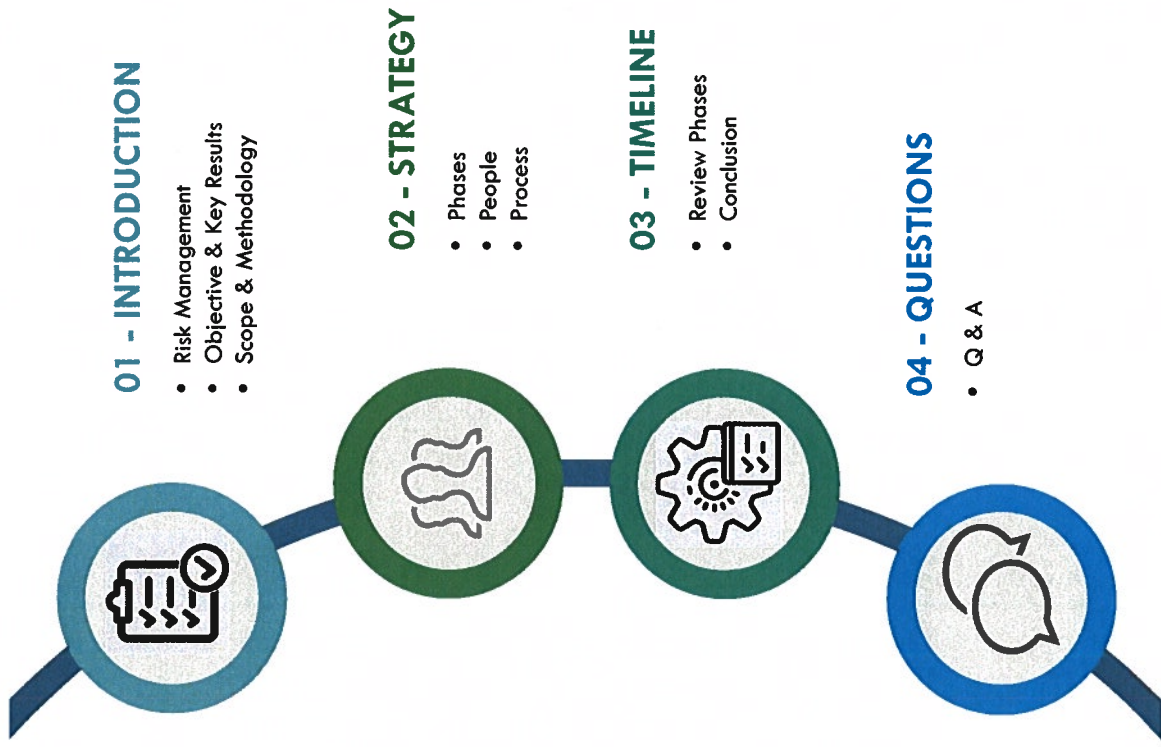 01 - INTRODUCTION
• Risk Management
• Objective & Key Results
• Scope & Methodology
02 - STRATEGY
• Phases
• People
• Process
03 - TIMELINE
• Review Phases
• Conclusion
04 - QUESTIONS
• Q & A